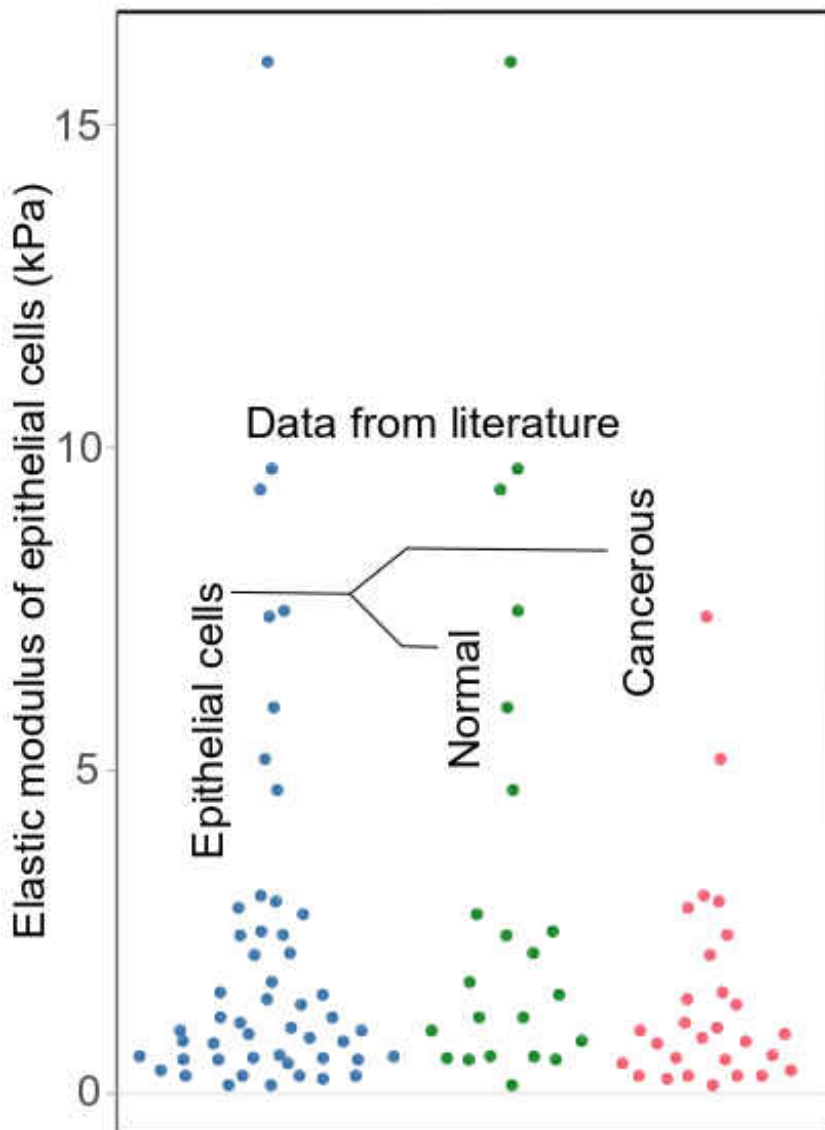 Elastic modulus of epithelial cells (kPa)
15
10
5
0
Data from literature
Epithelial cells
Normal
Cancerous